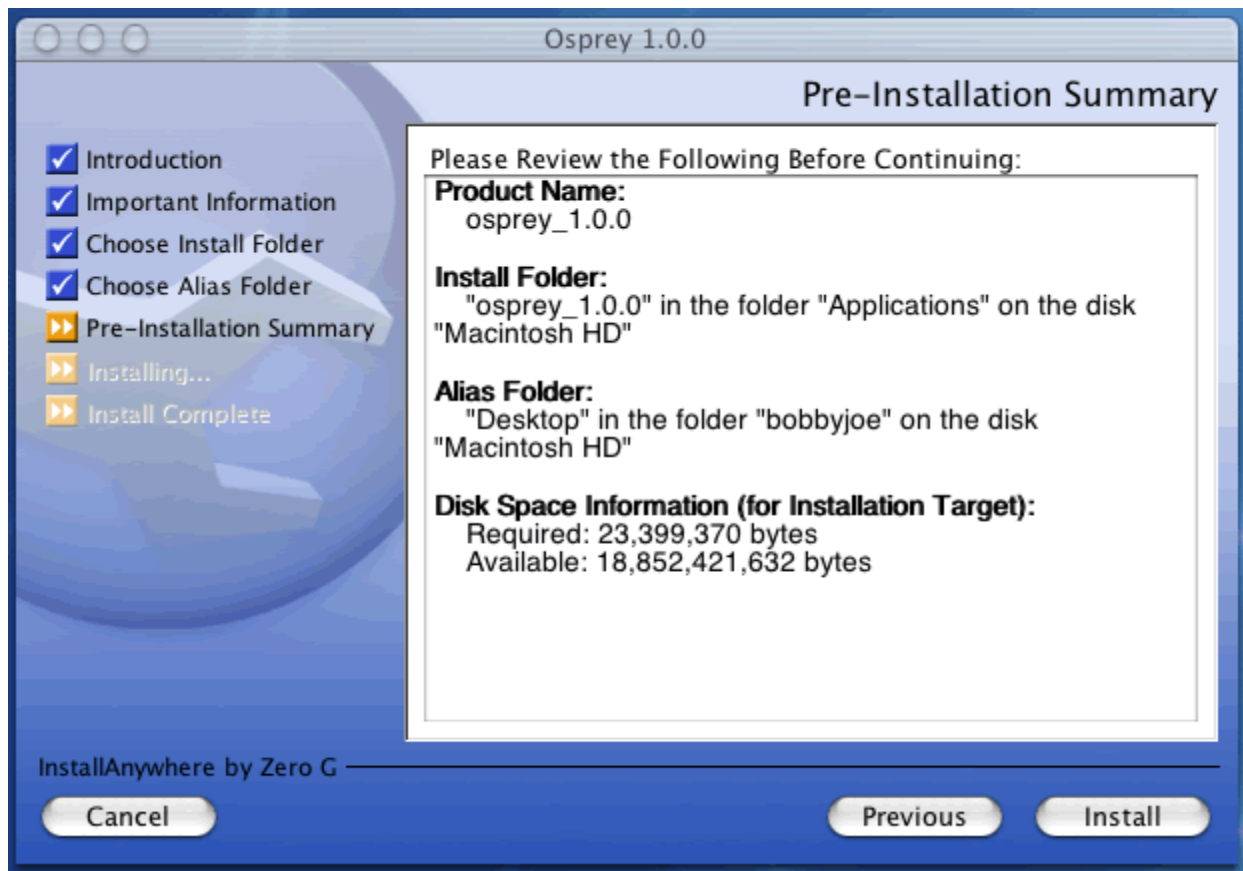 Osprey 1.0.0
Pre-Installation Summary
Introduction
Important Information
Choose Install Folder
Choose Alias Folder
Pre-Installation Summary
Installing...
Install Complete
Please Review the Following Before Continuing:
Product Name:
osprey_1.0.0
Install Folder:
"osprey_1.0.0" in the folder "Applications" on the disk
"Macintosh HD"
Alias Folder:
"Desktop" in the folder "bobbyjoe" on the disk
"Macintosh HD"
Disk Space Information (for Installation Target):
Required: 23,399,370 bytes
Available: 18,852,421,632 bytes
InstallAnywhere by Zero G
Cancel
Previous
Install